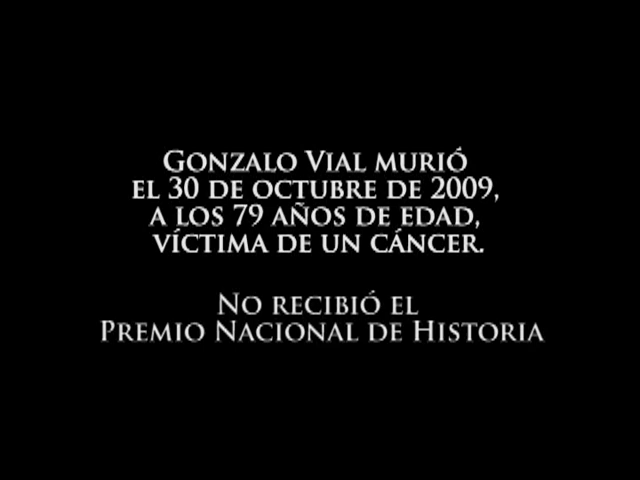 Gonzalo Vial murió
el 30 de octubre de 2009,
a los 79 años de edad,
víctima de un cáncer.
No recibió el
Premio Nacional de Historia